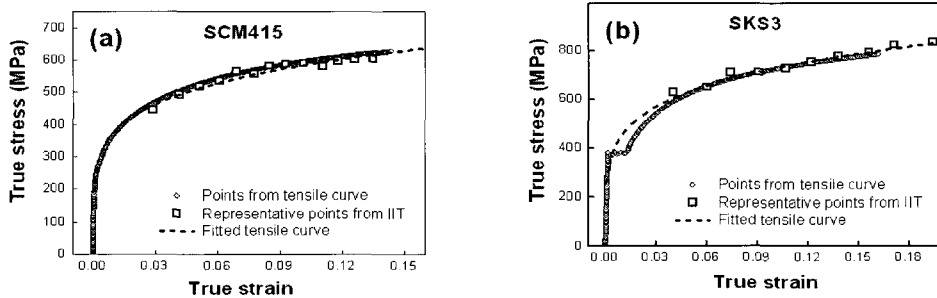 (a)
SCM415
True stress (MPa)
700
600
500
400
300
200
100
0
Points from tensile curve
Representative points from IIT
Fitted tensile curve
0.00 0.03 0.06 0.09 0.12 0.15
True strain
(b)
SKS3
True stress (MPa)
800
600
400
200
0
Points from tensile curve
Representative points from IIT
Fitted tensile curve
0.00 0.03 0.06 0.09 0.12 0.15 0.18
True strain